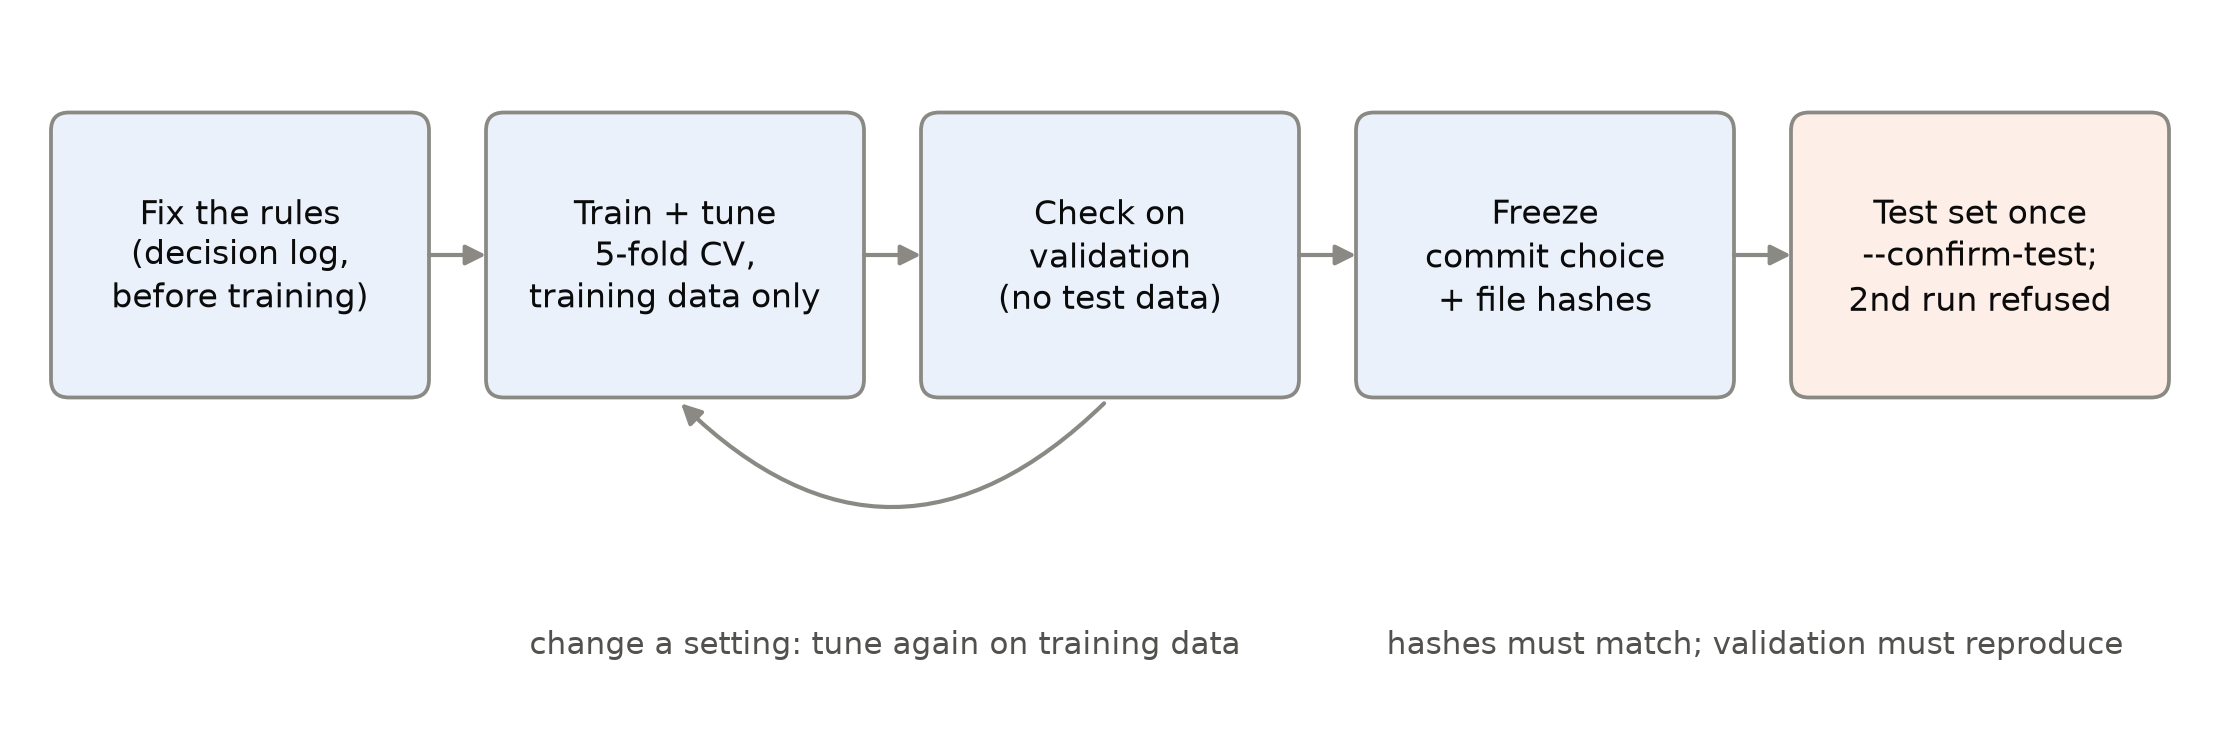 Fix the rules
(decision log,
before training)
Train + tune
5-fold CV,
training data only
Check on
validation
(no test data)
Freeze
commit choice
+ file hashes
Test set once
--confirm-test;
2nd run refused
change a setting: tune again on training data
hashes must match; validation must reproduce